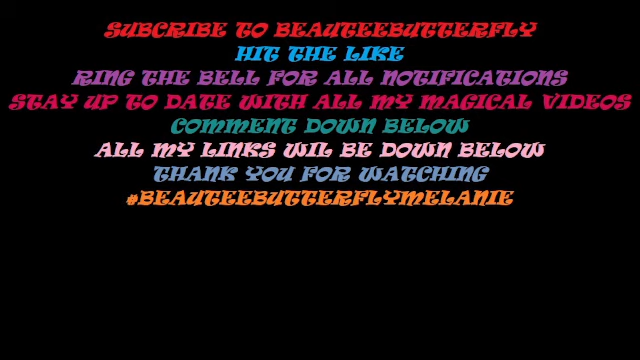 SUBCRIBE TO BEAUTEEBUTTERFLY
HIT THE LIKE
RING THE BELL FOR ALL NOTIFICATIONS
STAY UP TO DATE WITH ALL MY MAGICAL VIDEOS
COMMENT DOWN BELOW
ALL MY LINKS WIL BE DOWN BELOW
THANK YOU FOR WATCHING
#BEAUTEEBUTTERFLYMELANIE